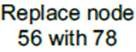 Replace node
56 with 78